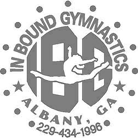 IN BOUND GYMNASTICS
IBG
ALBANY, GA
229-434-1996